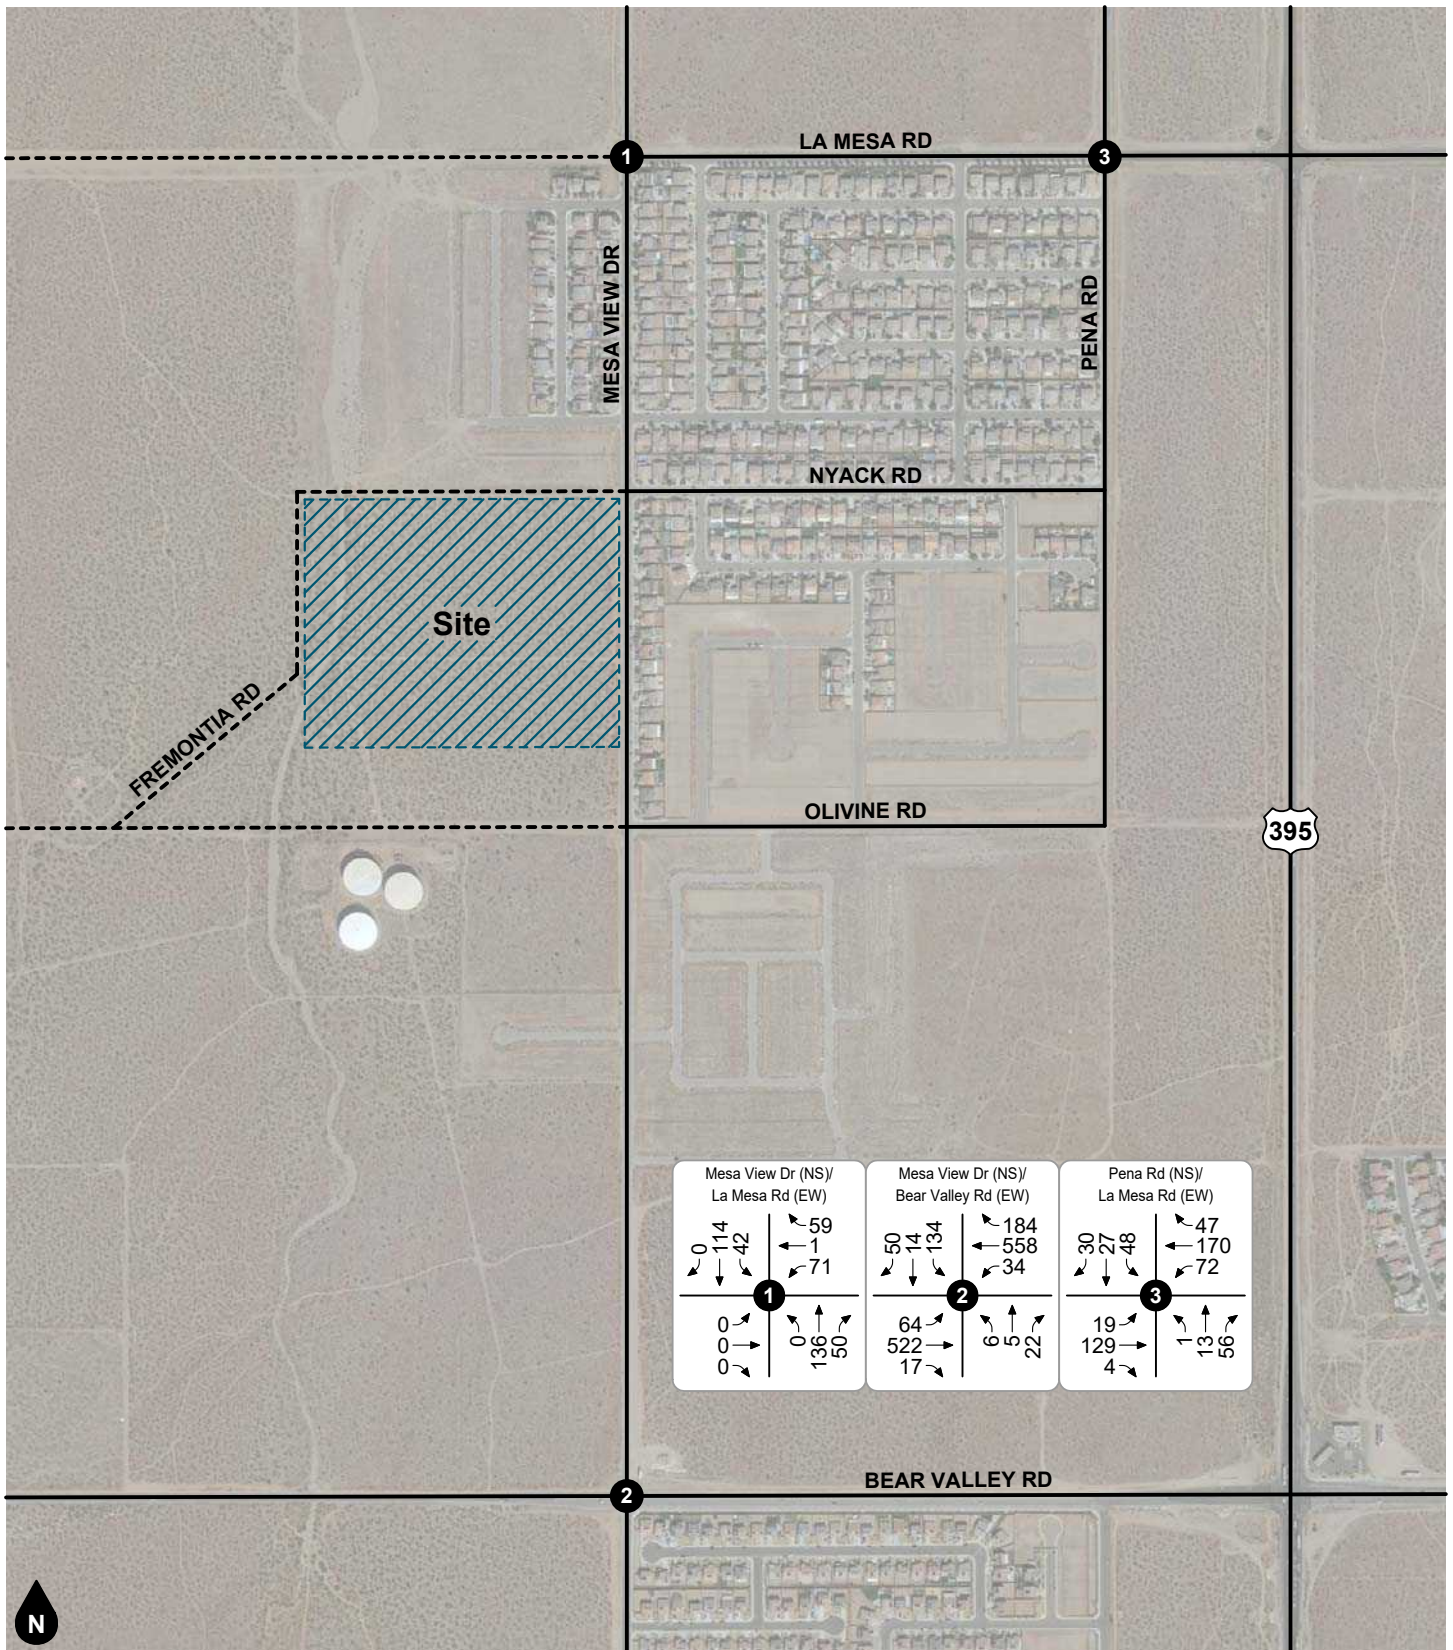 LA MESA RD
1
3
MESA VIEW DR
PENA RD
NYACK RD
Site
FREMONTIA RD
OLIVINE RD
395
Mesa View Dr (NS)/
La Mesa Rd (EW)
0
114
42
59
1
71
1
0
0
0
0
136
50
Mesa View Dr (NS)/
Bear Valley Rd (EW)
50
14
134
184
558
34
2
64
522
17
6
5
22
Pena Rd (NS)/
La Mesa Rd (EW)
30
27
48
47
170
72
3
19
129
4
1
13
56
BEAR VALLEY RD
2
N